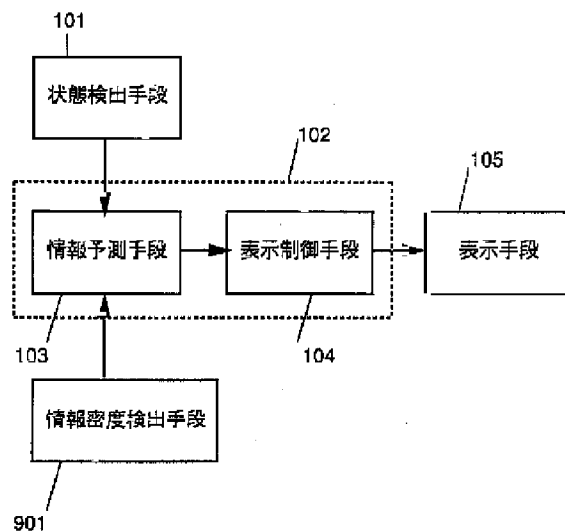 101
状態検出手段
102
105
情報予測手段
表示制御手段
表示手段
103
104
情報密度検出手段
901